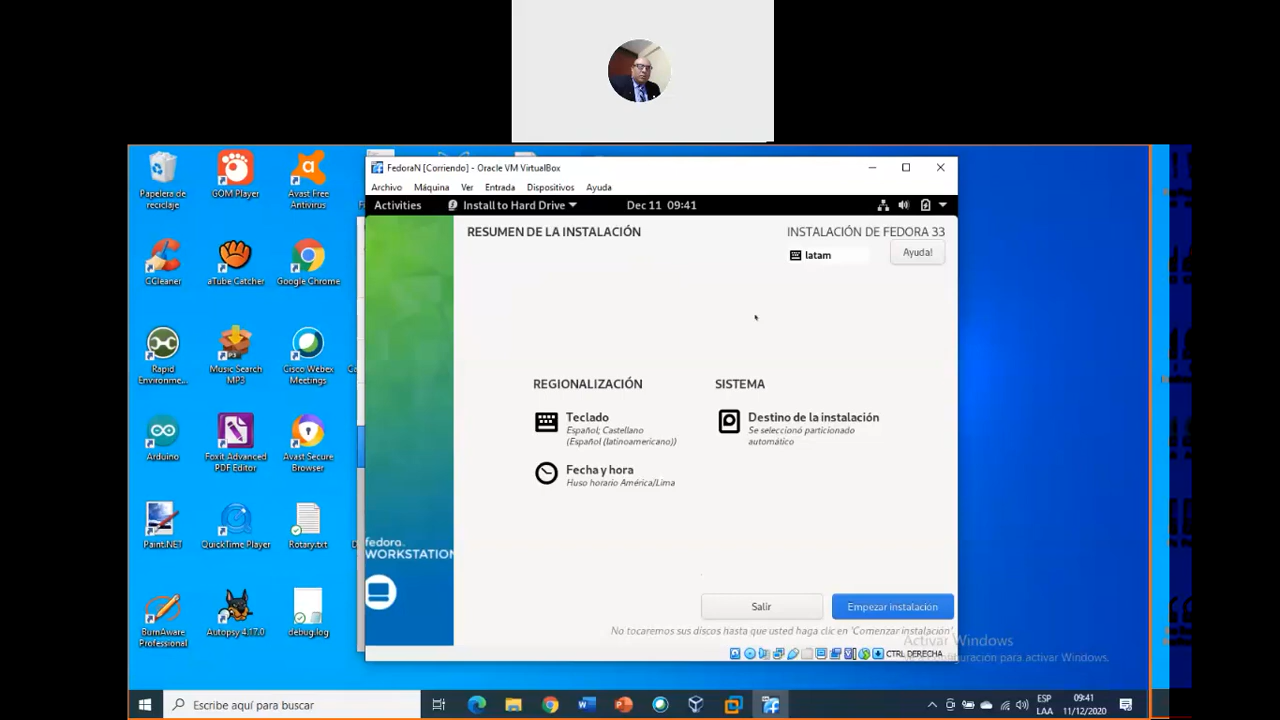 FedoraN [Corriendo] - Oracle VM VirtualBox
Archivo Máquina Ver Entrada Dispositivos Ayuda
Activities Install to Hard Drive Dec 11 09:41
RESUMEN DE LA INSTALACIÓN
INSTALACIÓN DE FEDORA 33
latam
Ayuda!
REGIONALIZACIÓN
Teclado
Español; Castellano
(Español (latinoamericano))
Fecha y hora
Huso horario América/Lima
SISTEMA
Destino de la instalación
Se seleccionó particionado
automático
fedora
WORKSTATION
Salir
Empezar instalación
No tocaremos sus discos hasta que usted haga clic en 'Comenzar instalación'
Activar Windows
configuración para activar Windows.
CTRL DERECHA
Papelera de
reciclaje
GOM Player
Avast Free
Antivirus
CCleaner
aTube Catcher
Google Chrome
Rapid
Environme...
Music Search
MP3
Cisco Webex
Meetings
Arduino
Foxit Advanced
PDF Editor
Avast Secure
Browser
Paint.NET
QuickTime Player
Rotary.txt
BurnAware
Professional
Autopsy 4.17.0
debug.log
Escribe aquí para buscar
ESP
LAA
09:41
11/12/2020